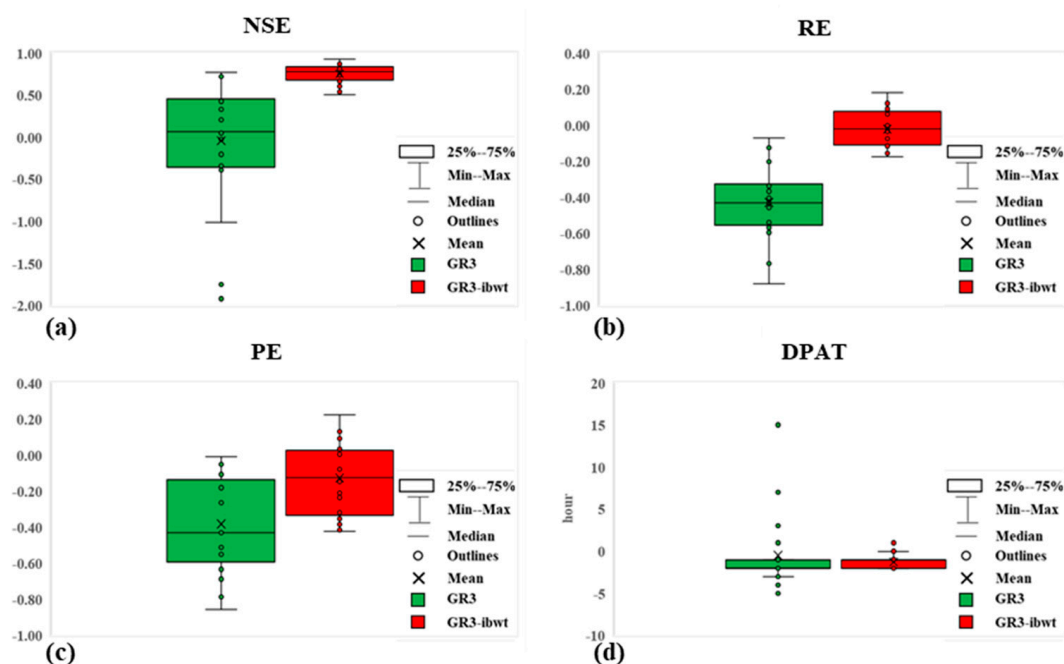 NSE
1.00
0.50
0.00
-0.50
-1.00
-1.50
-2.00
25%--75%
Min--Max
Median
Outlines
Mean
GR3
GR3-ibwt
(a)
RE
0.40
0.20
0.00
-0.20
-0.40
-0.60
-0.80
-1.00
25%--75%
Min--Max
Median
Outlines
Mean
GR3
GR3-ibwt
(b)
PE
0.40
0.20
0.00
-0.20
-0.40
-0.60
-0.80
-1.00
25%--75%
Min--Max
Median
Outlines
Mean
GR3
GR3-ibwt
(c)
DPAT
20
15
10
5
0
-5
-10
hour
25%--75%
Min--Max
Median
Outlines
Mean
GR3
GR3-ibwt
(d)